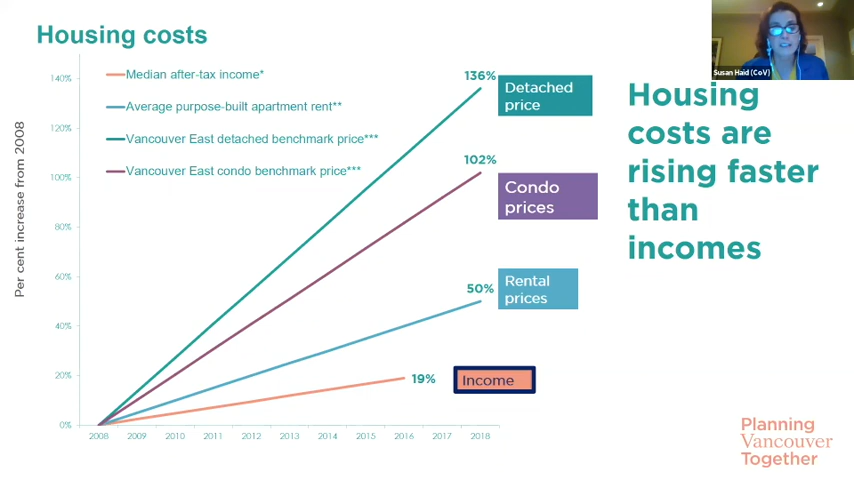 Housing costs
Susan Haid (CoV)
Median after-tax income*
Average purpose-built apartment rent**
Vancouver East detached benchmark price***
Vancouver East condo benchmark price***
Per cent increase from 2008
140%
120%
100%
80%
60%
40%
20%
0%
2008 2009 2010 2011 2012 2013 2014 2015 2016 2017 2018
136%
Detached
price
102%
Condo
prices
50%
Rental
prices
19%
Income
Housing
costs are
rising faster
than
incomes
Planning
Vancouver
Together